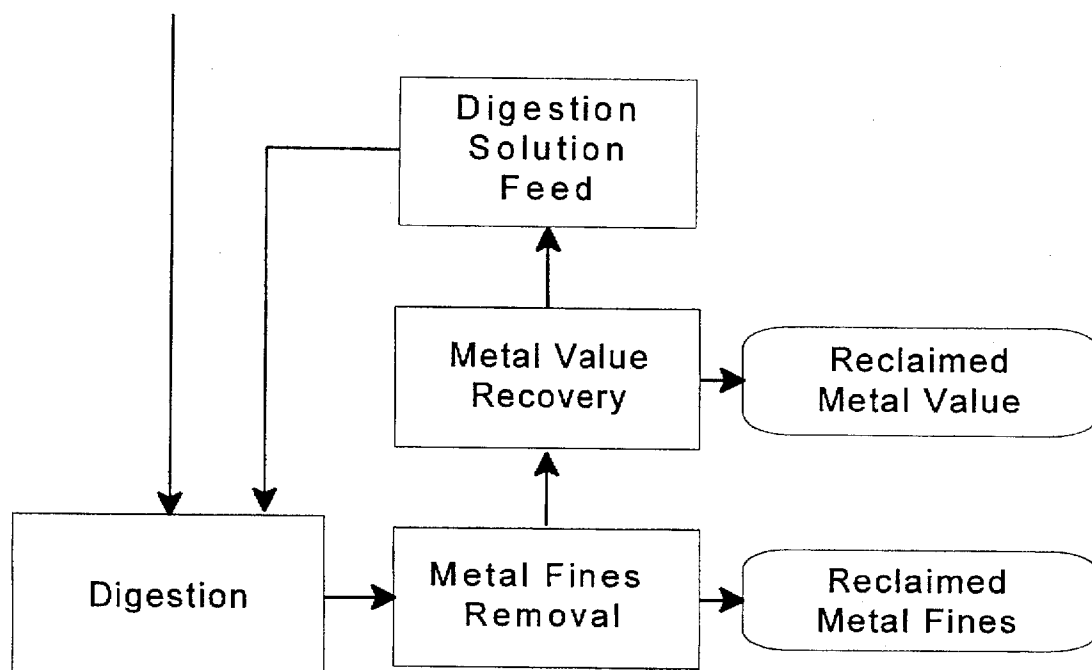 Digestion
Solution
Feed
Metal Value
Recovery
Reclaimed
Metal Value
Digestion
Metal Fines
Removal
Reclaimed
Metal Fines